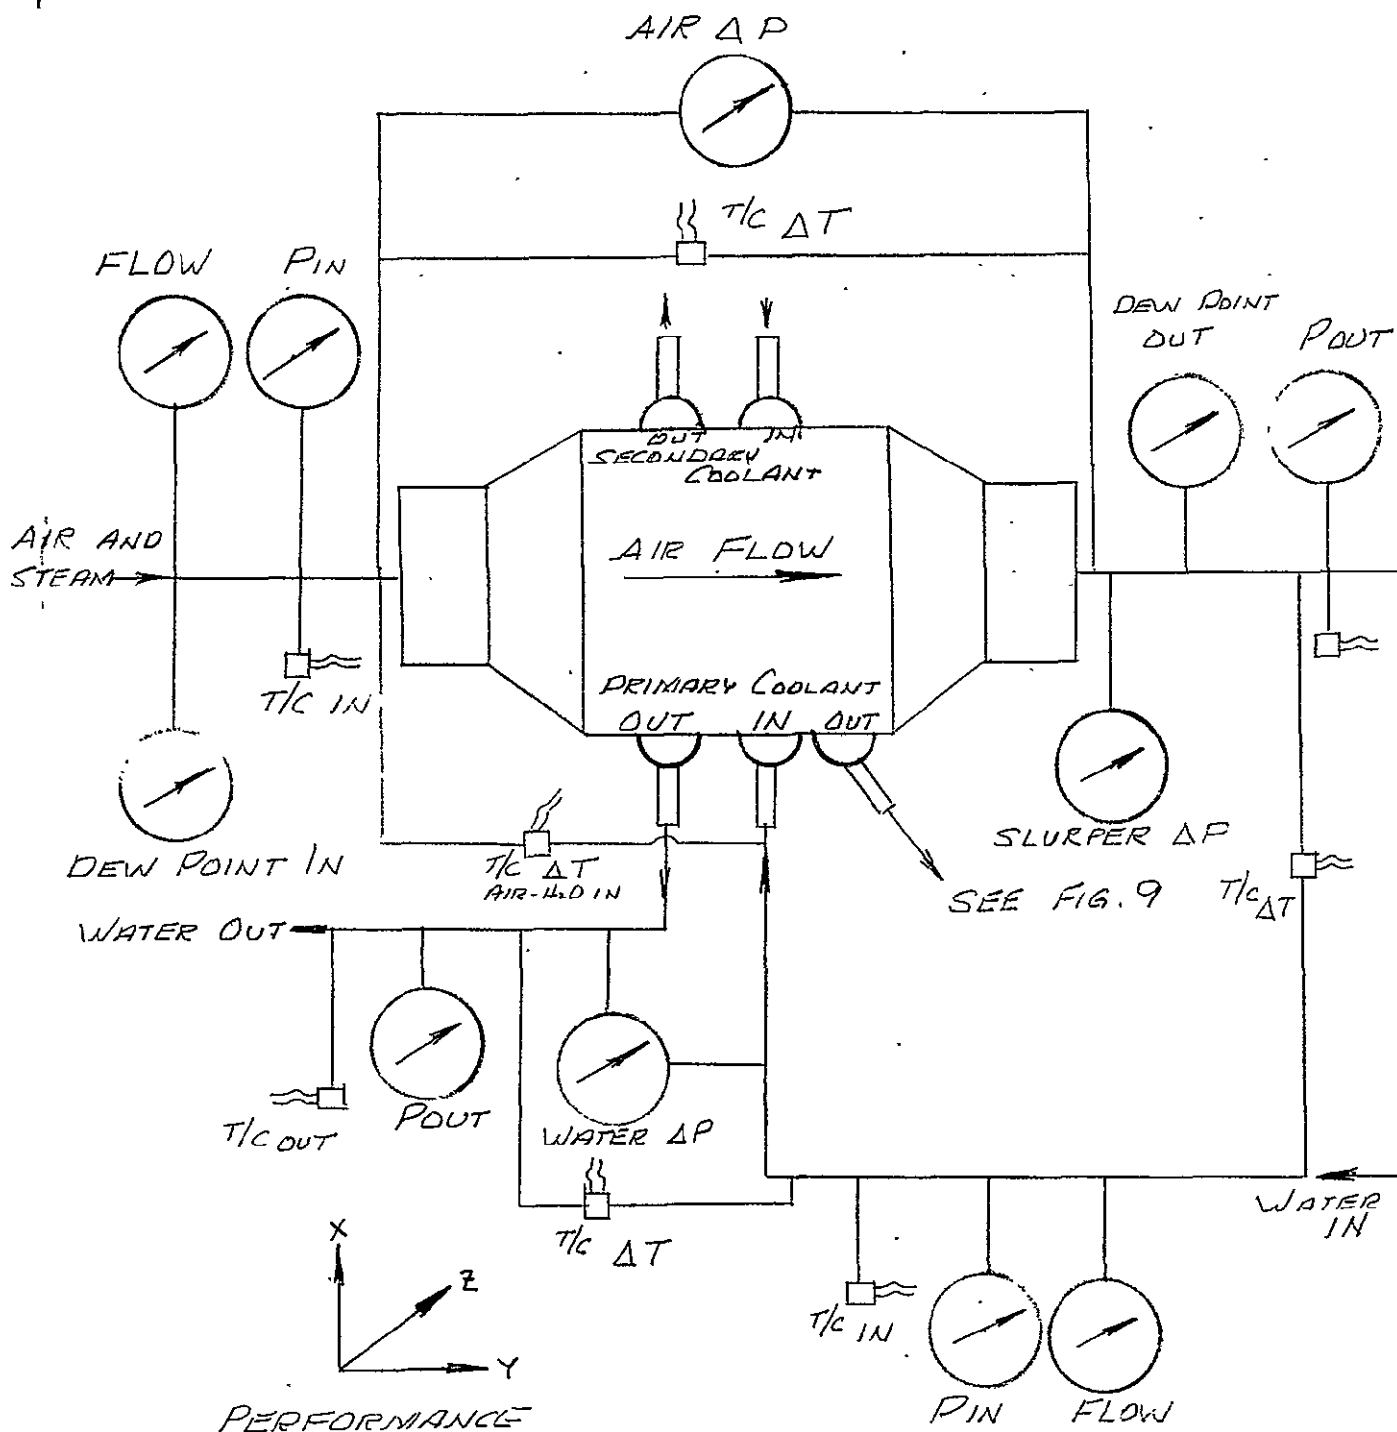 AIR Δ P
T/C ΔT
FLOW
PIN
DEW POINT
OUT
POUT
OUT
IN
SECONDARY
COOLANT
AIR AND
STEAM
AIR FLOW
T/C IN
PRIMARY COOLANT
OUT
IN
OUT
DEW POINT IN
T/C ΔT
AIR-H2O IN
SLURPER ΔP
SEE FIG. 9
T/C ΔT
WATER OUT
T/C OUT
POUT
WATER ΔP
T/C ΔT
WATER
IN
X
Z
Y
T/C IN
PIN
FLOW
PERFORMANCE